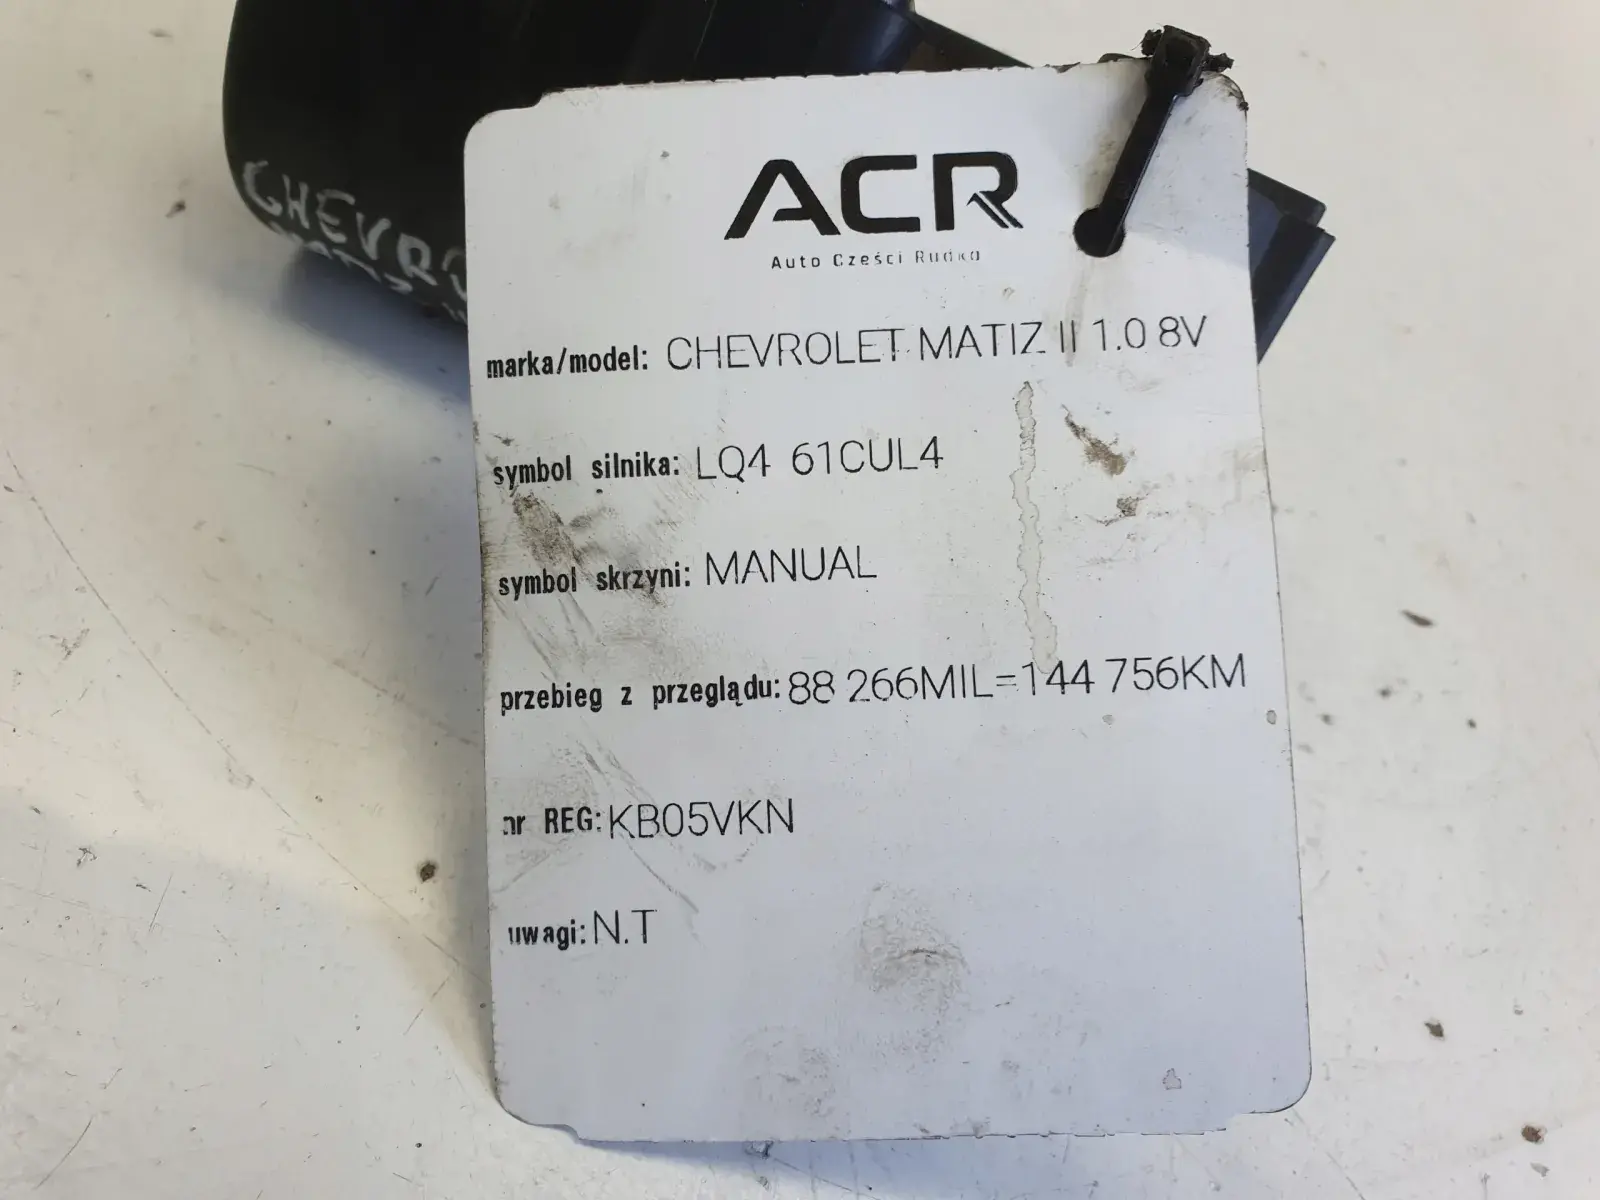 CHEVRO
ACR
Auto Części Rudka
marka/model: CHEVROLET MATIZ II 1.0 8V
symbol silnika: LQ4 61CUL4
symbol skrzyni: MANUAL
przebieg z przeglądu: 88 266MIL=144 756KM
nr REG: KB05VKN
uwagi: N.T